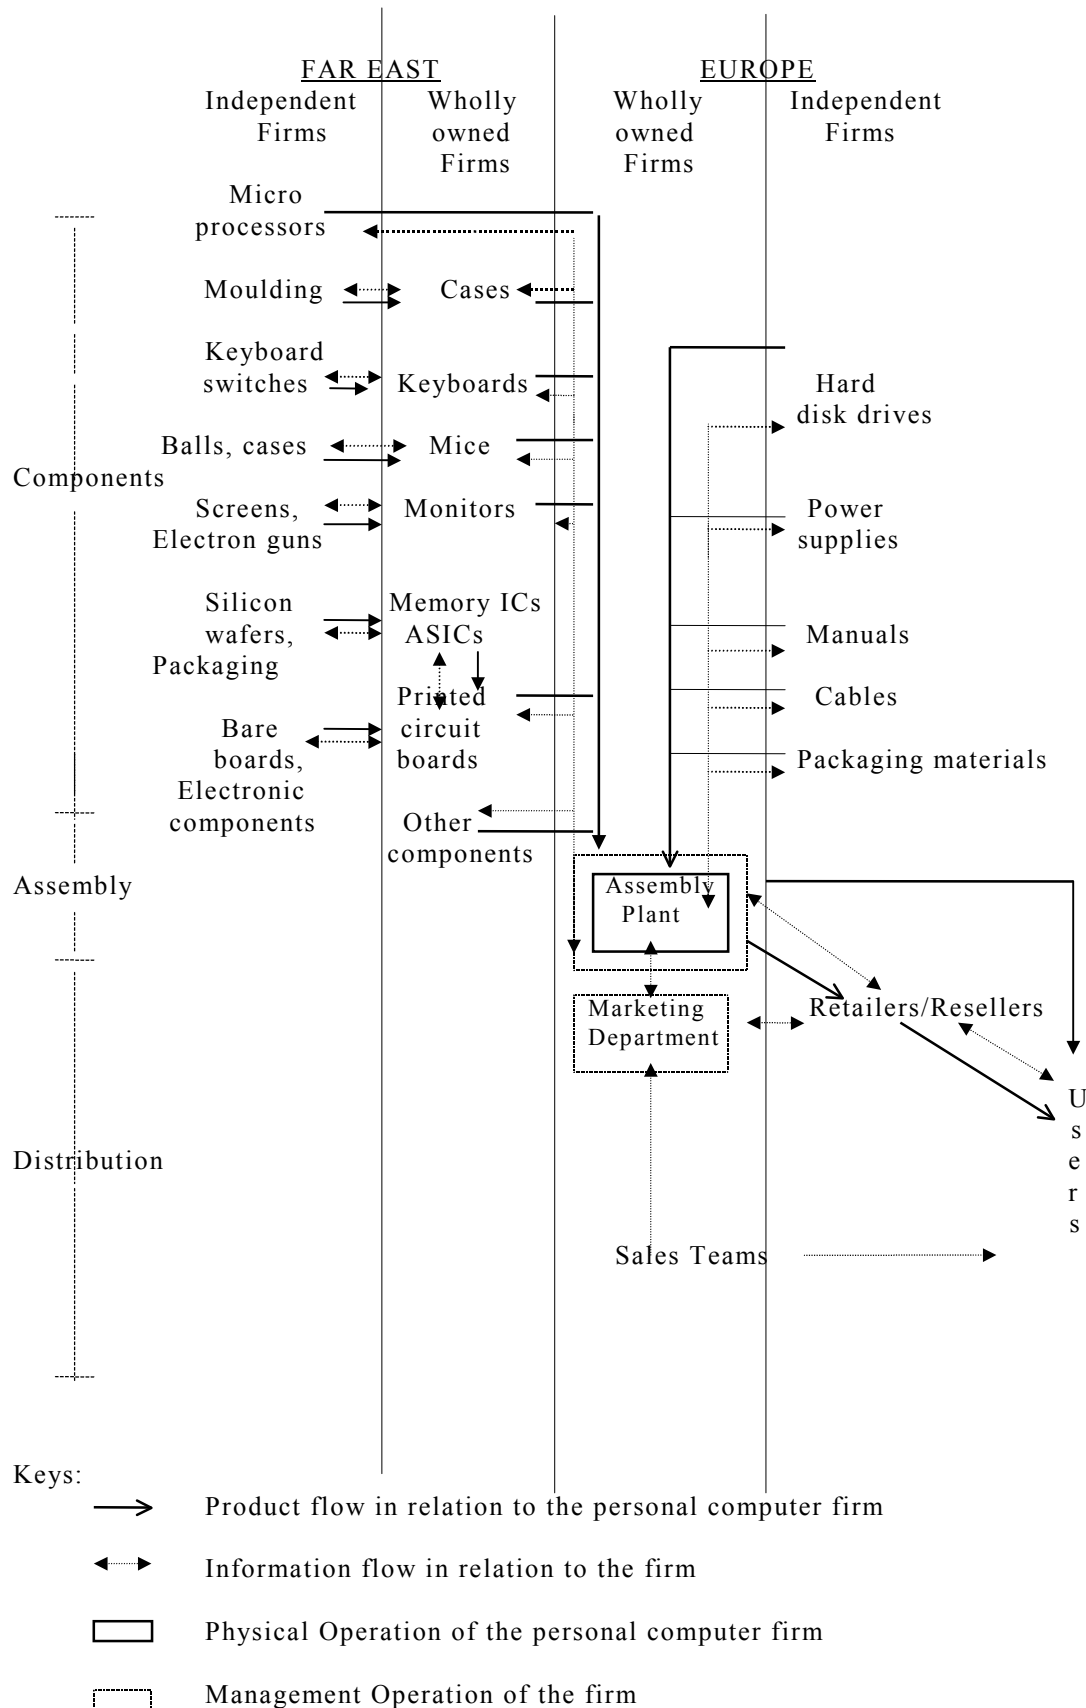 FAR EAST EUROPE
Independent Wholly Wholly Independent
Firms owned owned Firms
Firms Firms
Micro
processors
Moulding Cases
Keyboard
switches Keyboards Hard
disk drives
Balls, cases Mice
Components
Screens, Monitors Power
Electron guns supplies
Silicon Memory ICs
wafers, ASICs Manuals
Packaging
Printed Cables
Bare circuit
boards, boards Packaging materials
Electronic
components Other
components
Assembly Assembly
Plant
Marketing Retailers/Resellers
Department
Users
Distribution
Sales Teams
Keys:
Product flow in relation to the personal computer firm
Information flow in relation to the firm
Physical Operation of the personal computer firm
Management Operation of the firm